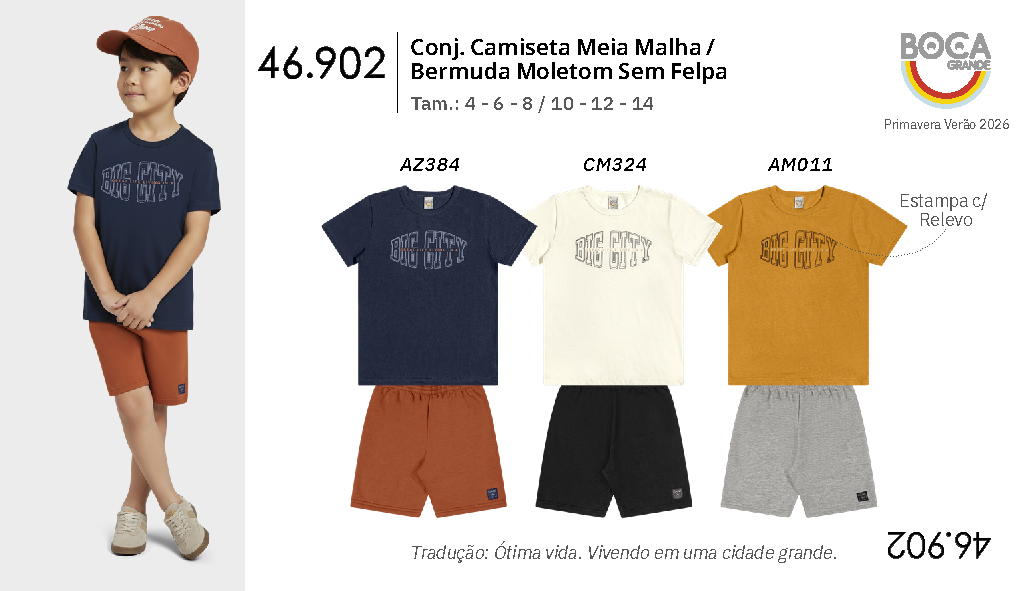 46.902
Conj. Camiseta Meia Malha /
Bermuda Moletom Sem Felpa
Tam.: 4 - 6 - 8 / 10 - 12 - 14
BOCA
GRANDE
Primavera Verão 2026
AZ384
CM324
AM011
BIG CITY
BIG CITY
BIG CITY
BIG CITY
Estampa c/
Relevo
Tradução: Ótima vida. Vivendo em uma cidade grande.
46.902